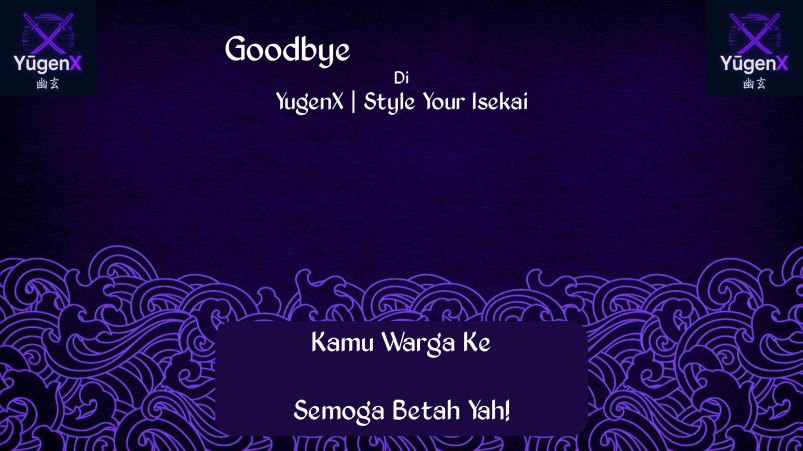 YūgenX
幽玄
YūgenX
幽玄
Goodbye
Di
YugenX | Style Your Isekai
Kamu Warga Ke
Semoga Betah Yah!